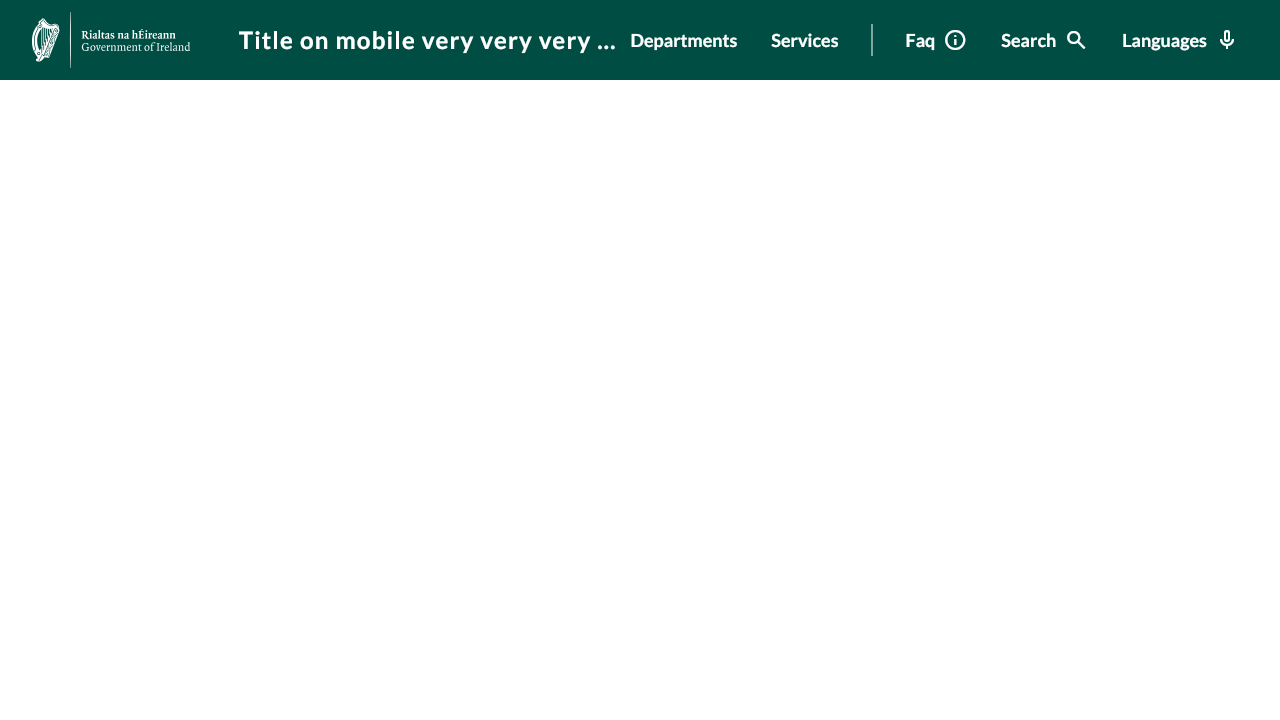 Rialtas na hÉireann
Government of Ireland
Title on mobile very very very ...
Departments
Services
Faq
Search
Languages